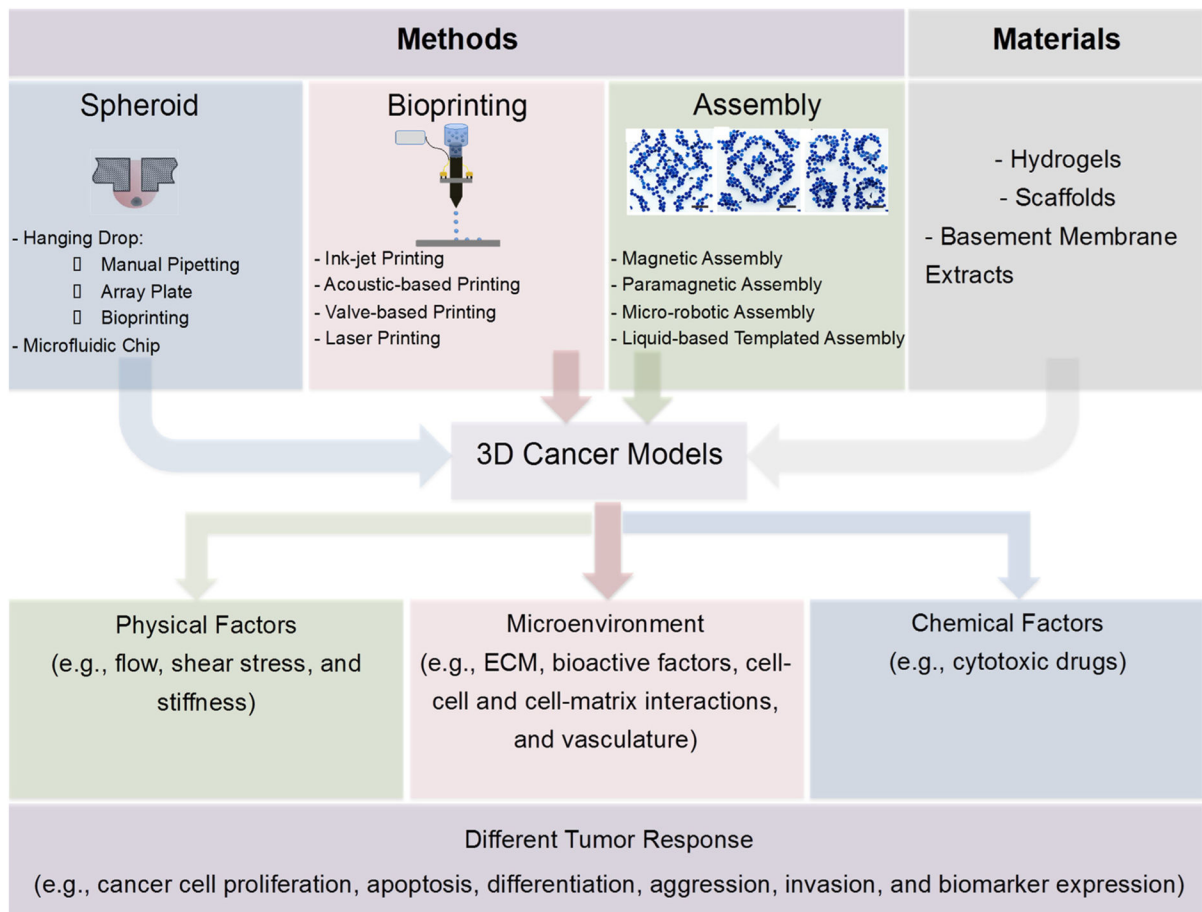 Methods
Materials
Spheroid
- Hanging Drop:
▯ Manual Pipetting
▯ Array Plate
▯ Bioprinting
- Microfluidic Chip
Bioprinting
- Ink-jet Printing
- Acoustic-based Printing
- Valve-based Printing
- Laser Printing
Assembly
- Magnetic Assembly
- Paramagnetic Assembly
- Micro-robotic Assembly
- Liquid-based Templated Assembly
- Hydrogels
- Scaffolds
- Basement Membrane
Extracts
3D Cancer Models
Physical Factors
(e.g., flow, shear stress, and
stiffness)
Microenvironment
(e.g., ECM, bioactive factors, cell-
cell and cell-matrix interactions,
and vasculature)
Chemical Factors
(e.g., cytotoxic drugs)
Different Tumor Response
(e.g., cancer cell proliferation, apoptosis, differentiation, aggression, invasion, and biomarker expression)